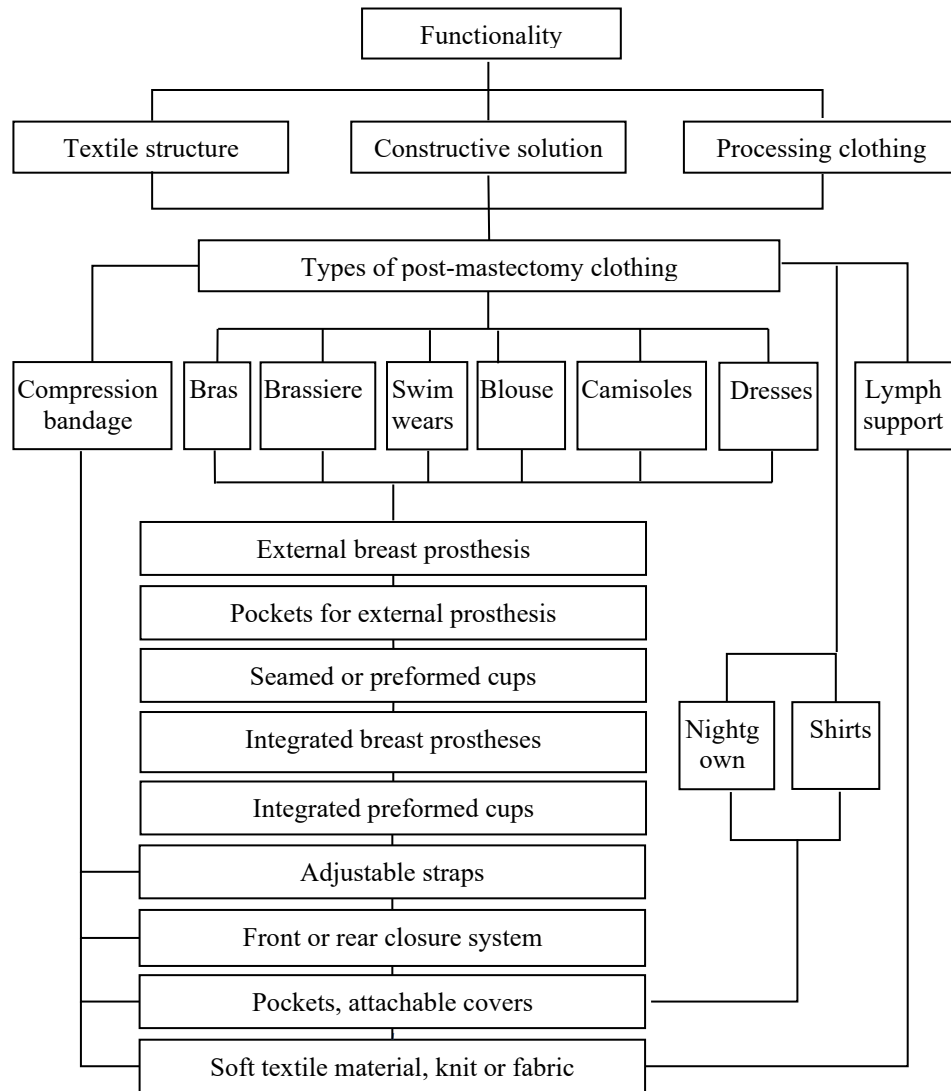 Functionality
Textile structure
Constructive solution
Processing clothing
Types of post-mastectomy clothing
Compression
bandage
Bras
Brassiere
Swim
wears
Blouse
Camisoles
Dresses
Lymph
support
External breast prosthesis
Pockets for external prosthesis
Seamed or preformed cups
Integrated breast prostheses
Integrated preformed cups
Nightg
own
Shirts
Adjustable straps
Front or rear closure system
Pockets, attachable covers
Soft textile material, knit or fabric